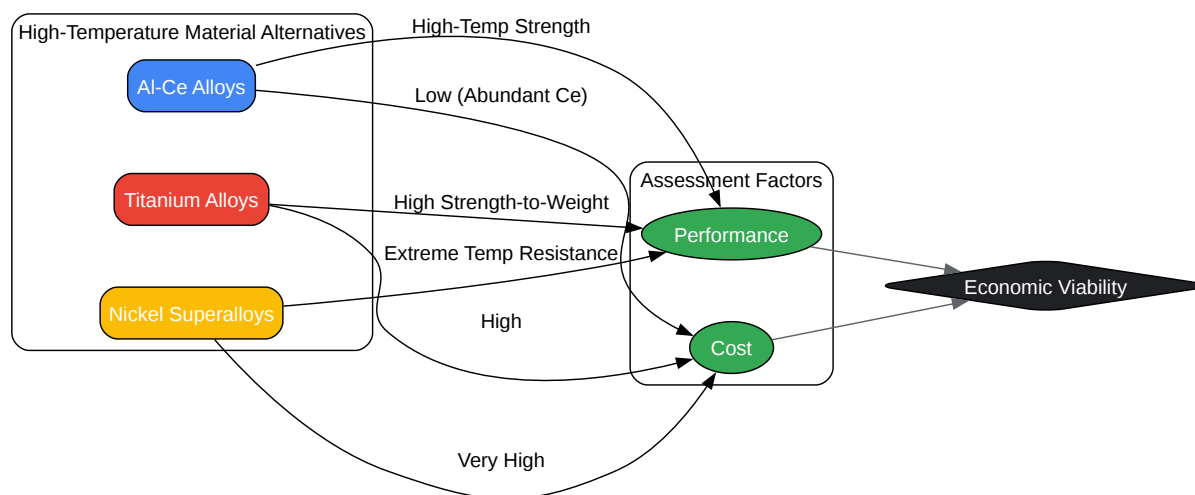 High-Temperature Material Alternatives
Al-Ce Alloys
Titanium Alloys
Nickel Superalloys
High-Temp Strength
Low (Abundant Ce)
High Strength-to-Weight
Extreme Temp Resistance
High
Very High
Assessment Factors
Performance
Cost
Economic Viability